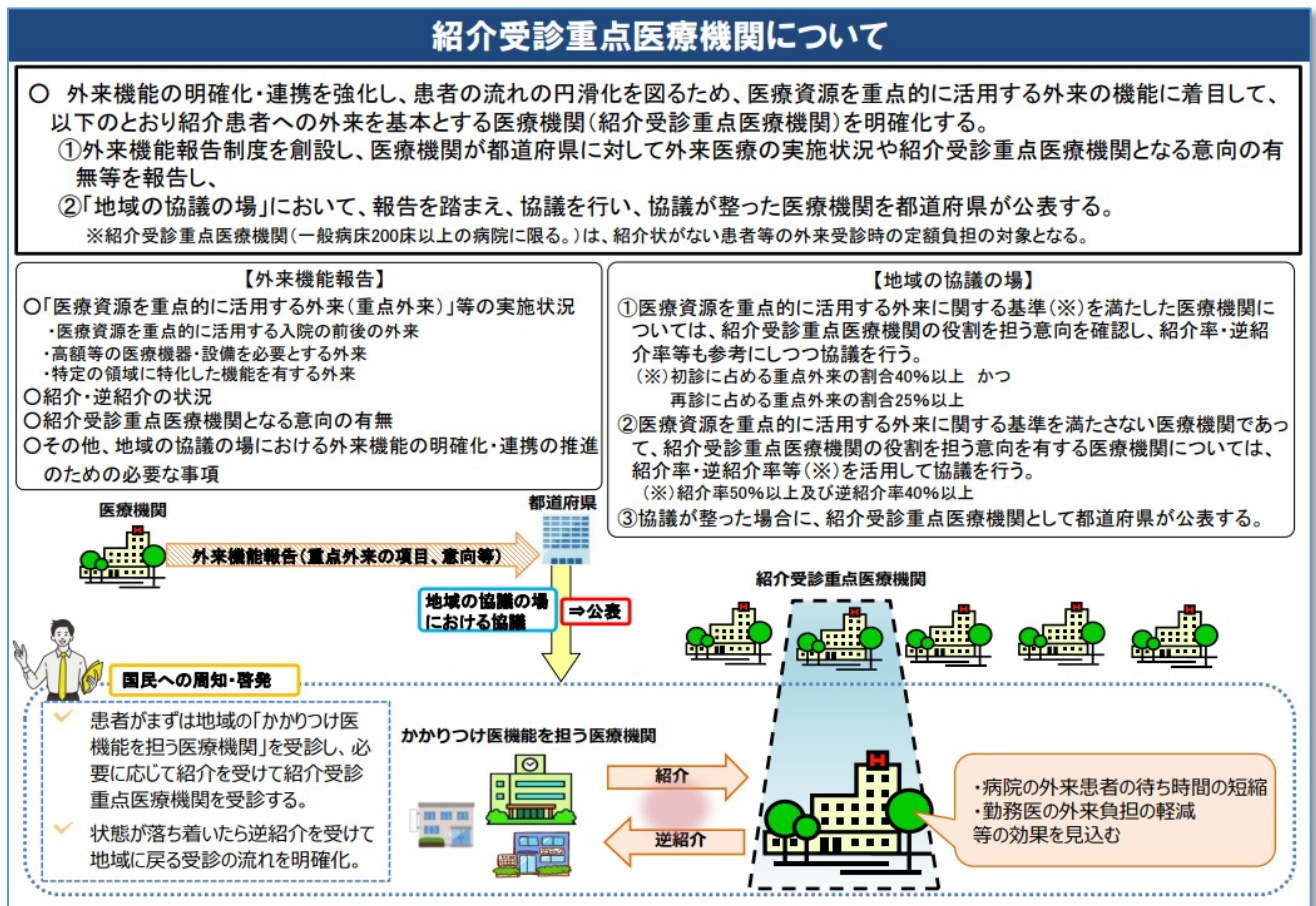 紹介受診重点医療機関について
○ 外来機能の明確化・連携を強化し、患者の流れの円滑化を図るため、医療資源を重点的に活用する外来の機能に着目して、
以下のとおり紹介患者への外来を基本とする医療機関(紹介受診重点医療機関)を明確化する。
①外来機能報告制度を創設し、医療機関が都道府県に対して外来医療の実施状況や紹介受診重点医療機関となる意向の有
無等を報告し、
②「地域の協議の場」において、報告を踏まえ、協議を行い、協議が整った医療機関を都道府県が公表する。
※紹介受診重点医療機関(一般病床200床以上の病院に限る。)は、紹介状がない患者等の外来受診時の定額負担の対象となる。
【外来機能報告】
○「医療資源を重点的に活用する外来(重点外来)」等の実施状況
・医療資源を重点的に活用する入院の前後の外来
・高額等の医療機器・設備を必要とする外来
・特定の領域に特化した機能を有する外来
○紹介・逆紹介の状況
○紹介受診重点医療機関となる意向の有無
○その他、地域の協議の場における外来機能の明確化・連携の推進
のための必要な事項
【地域の協議の場】
①医療資源を重点的に活用する外来に関する基準(※)を満たした医療機関に
ついては、紹介受診重点医療機関の役割を担う意向を確認し、紹介率・逆紹
介率等も参考にしつつ協議を行う。
(※)初診に占める重点外来の割合40%以上 かつ
再診に占める重点外来の割合25%以上
②医療資源を重点的に活用する外来に関する基準を満たさない医療機関であっ
て、紹介受診重点医療機関の役割を担う意向を有する医療機関については、
紹介率・逆紹介率等(※)を活用して協議を行う。
(※)紹介率50%以上及び逆紹介率40%以上
③協議が整った場合に、紹介受診重点医療機関として都道府県が公表する。
医療機関
都道府県
外来機能報告(重点外来の項目、意向等)
地域の協議の場
における協議
⇒公表
紹介受診重点医療機関
国民への周知・啓発
患者がまずは地域の「かかりつけ医
機能を担う医療機関」を受診し、必
要に応じて紹介を受けて紹介受診
重点医療機関を受診する。
状態が落ち着いたら逆紹介を受けて
地域に戻る受診の流れを明確化。
かかりつけ医機能を担う医療機関
紹介
逆紹介
・病院の外来患者の待ち時間の短縮
・勤務医の外来負担の軽減
等の効果を見込む